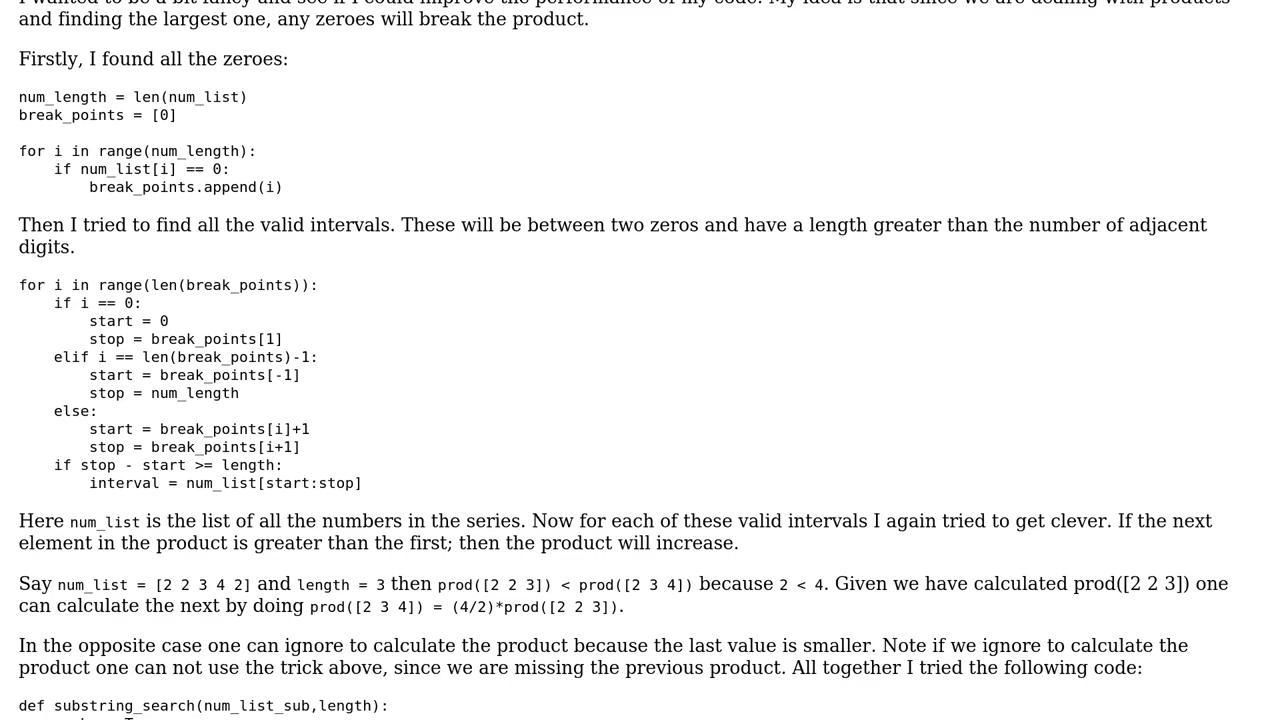 and finding the largest one, any zeroes will break the product.
Firstly, I found all the zeroes:
num_length = len(num_list)
break_points = [0]
for i in range(num_length):
    if num_list[i] == 0:
        break_points.append(i)
Then I tried to find all the valid intervals. These will be between two zeros and have a length greater than the number of adjacent
digits.
for i in range(len(break_points)):
    if i == 0:
        start = 0
        stop = break_points[1]
    elif i == len(break_points)-1:
        start = break_points[-1]
        stop = num_length
    else:
        start = break_points[i]+1
        stop = break_points[i+1]
    if stop - start >= length:
        interval = num_list[start:stop]
Here num_list is the list of all the numbers in the series. Now for each of these valid intervals I again tried to get clever. If the next
element in the product is greater than the first; then the product will increase.
Say num_list = [2 2 3 4 2] and length = 3 then prod([2 2 3]) < prod([2 3 4]) because 2 < 4. Given we have calculated prod([2 2 3]) one
can calculate the next by doing prod([2 3 4]) = (4/2)*prod([2 2 3]).
In the opposite case one can ignore to calculate the product because the last value is smaller. Note if we ignore to calculate the
product one can not use the trick above, since we are missing the previous product. All together I tried the following code:
def substring_search(num_list_sub,length):